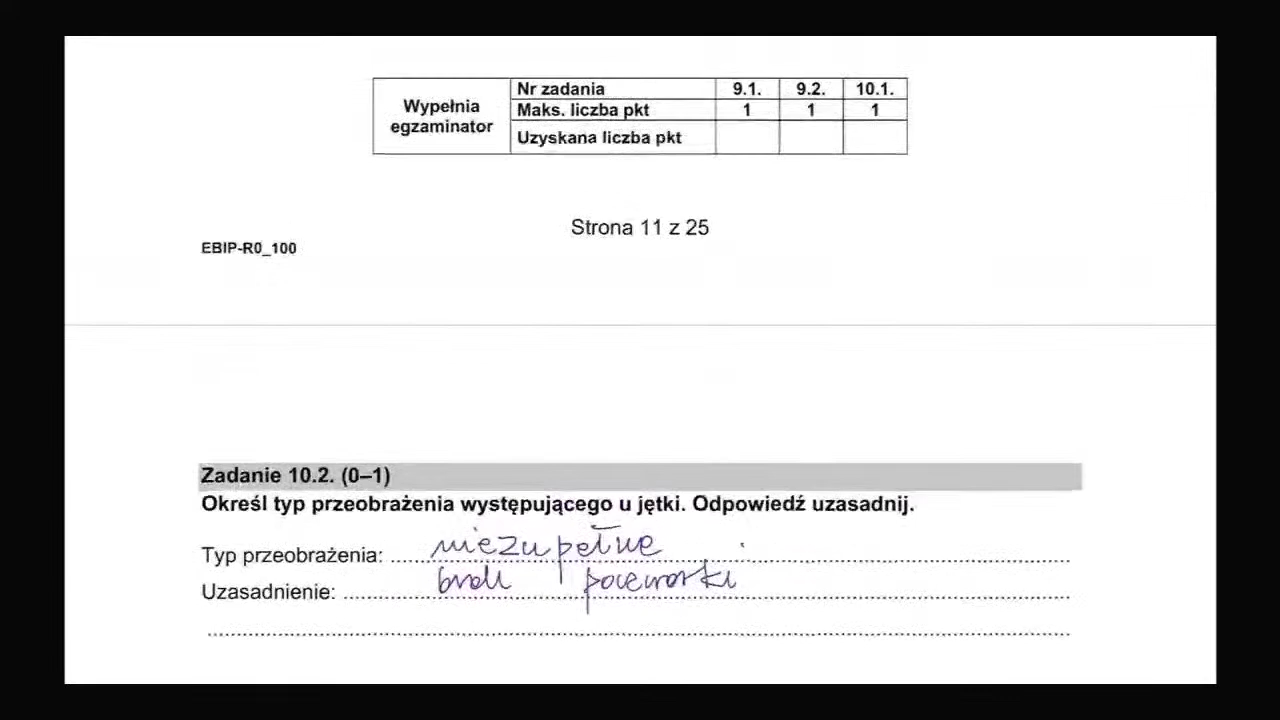 Wypełnia egzaminator
Nr zadania 9.1. 9.2. 10.1.
Maks. liczba pkt 1 1 1
Uzyskana liczba pkt
Strona 11 z 25
EBIP-R0_100
Zadanie 10.2. (0–1)
Określ typ przeobrażenia występującego u jętki. Odpowiedź uzasadnij.
Typ przeobrażenia: niezupełne
Uzasadnienie: brak poczwarki